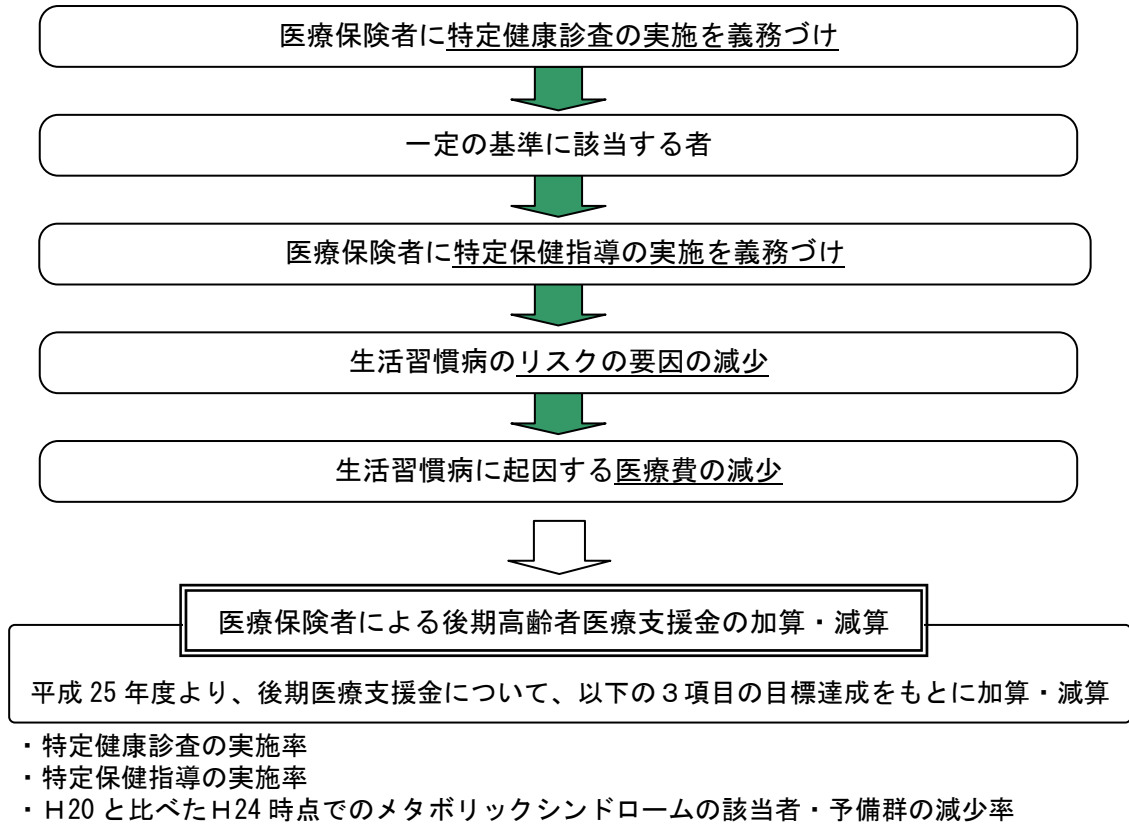 医療保険者に特定健康診査の実施を義務づけ
一定の基準に該当する者
医療保険者に特定保健指導の実施を義務づけ
生活習慣病のリスクの要因の減少
生活習慣病に起因する医療費の減少
医療保険者による後期高齢者医療支援金の加算・減算
平成 25 年度より、後期医療支援金について、以下の３項目の目標達成をもとに加算・減算
・特定健康診査の実施率
・特定保健指導の実施率
・Ｈ20 と比べたＨ24 時点でのメタボリックシンドロームの該当者・予備群の減少率